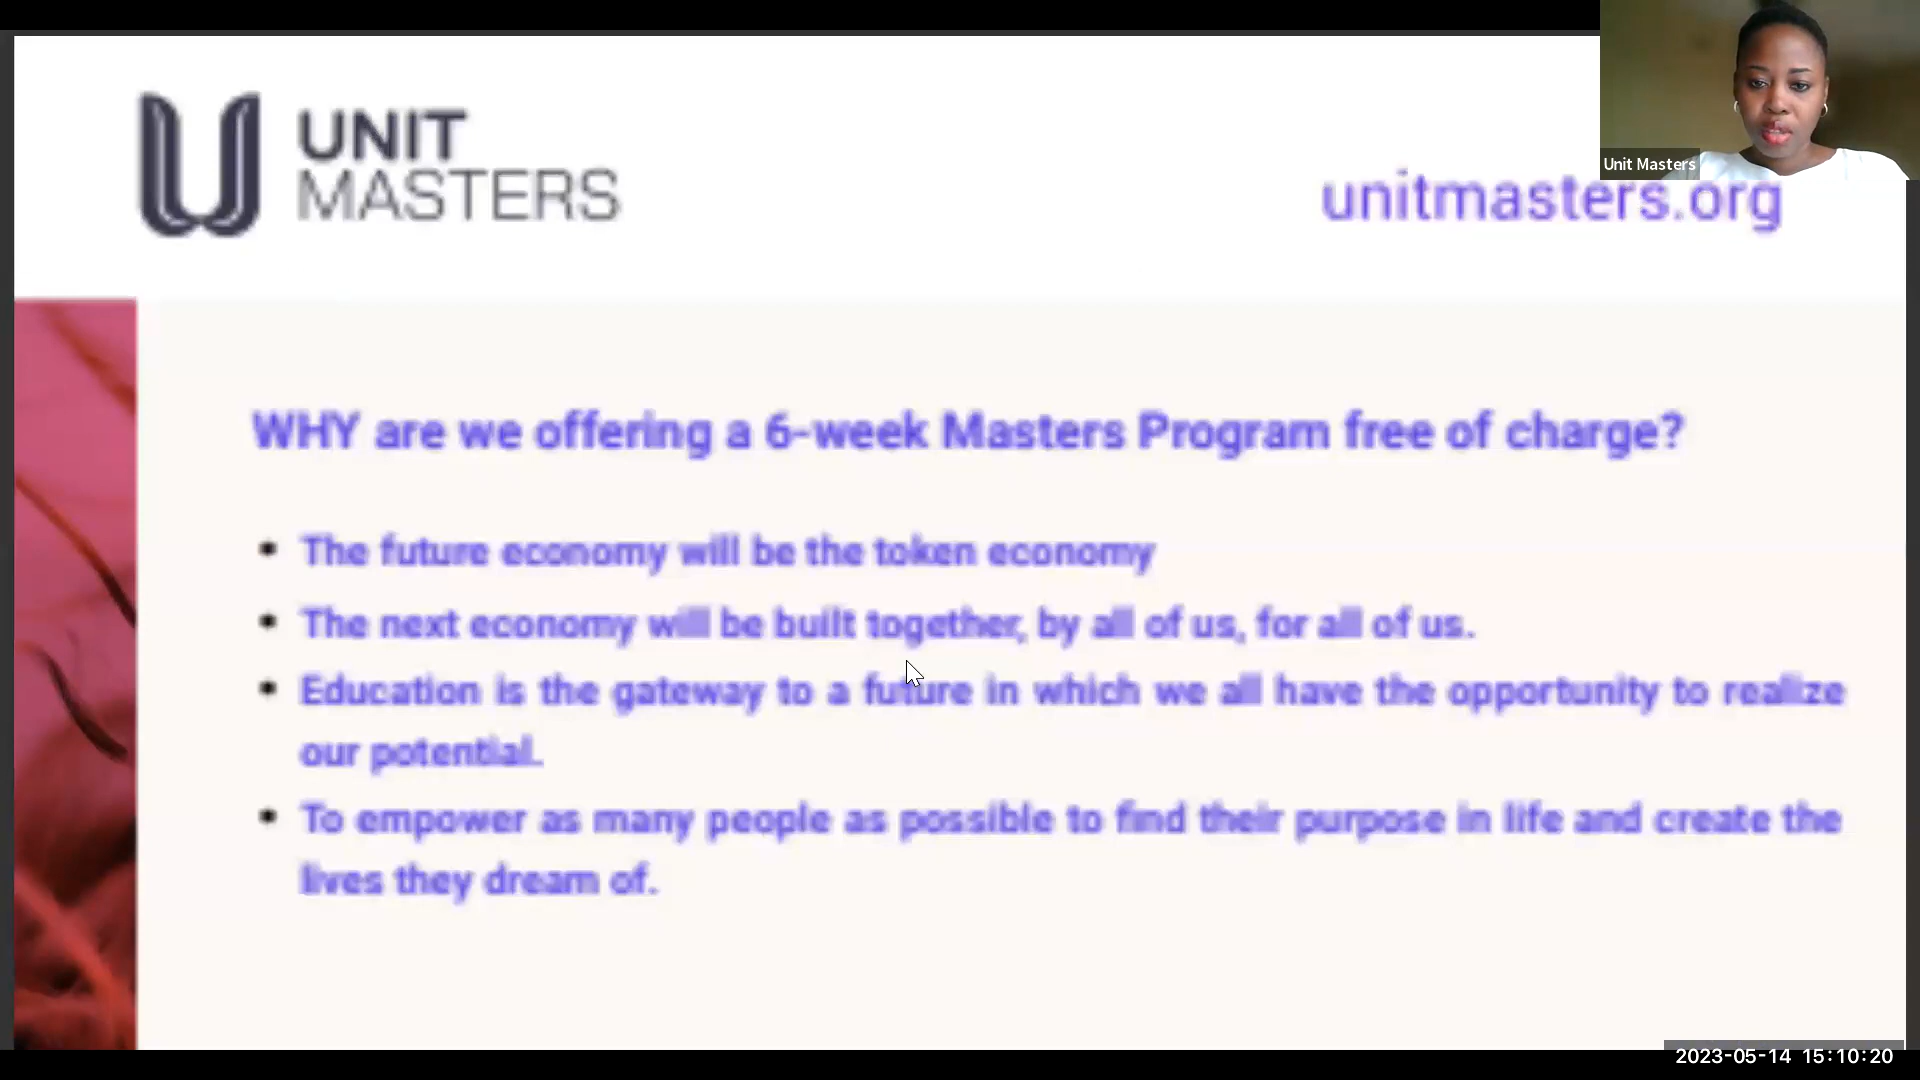 UNIT
MASTERS
Unit Masters
unitmasters.org
WHY are we offering a 6-week Masters Program free of charge?
• The future economy will be the token economy
• The next economy will be built together, by all of us, for all of us.
• Education is the gateway to a future in which we all have the opportunity to realize
our potential.
• To empower as many people as possible to find their purpose in life and create the
lives they dream of.
2023-05-14 15:10:20